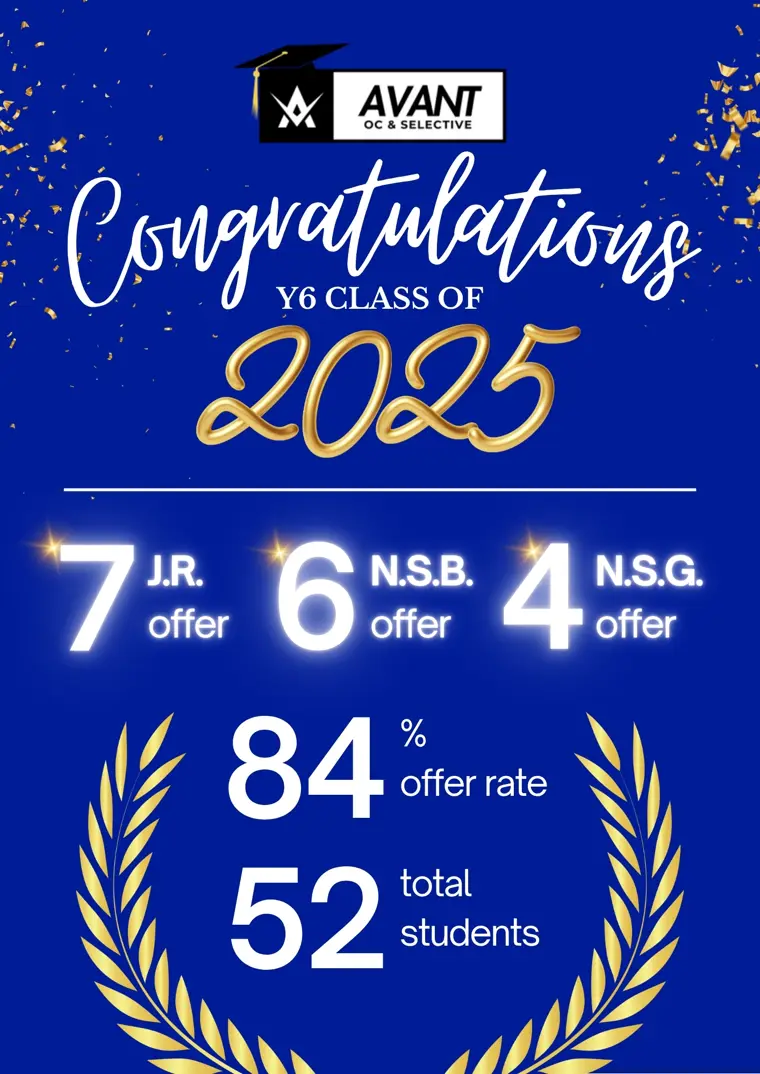 AVANT
OC & SELECTIVE
Congratulations
Y6 CLASS OF
2025
7 J.R. offer
6 N.S.B. offer
4 N.S.G. offer
84 % offer rate
52 total students